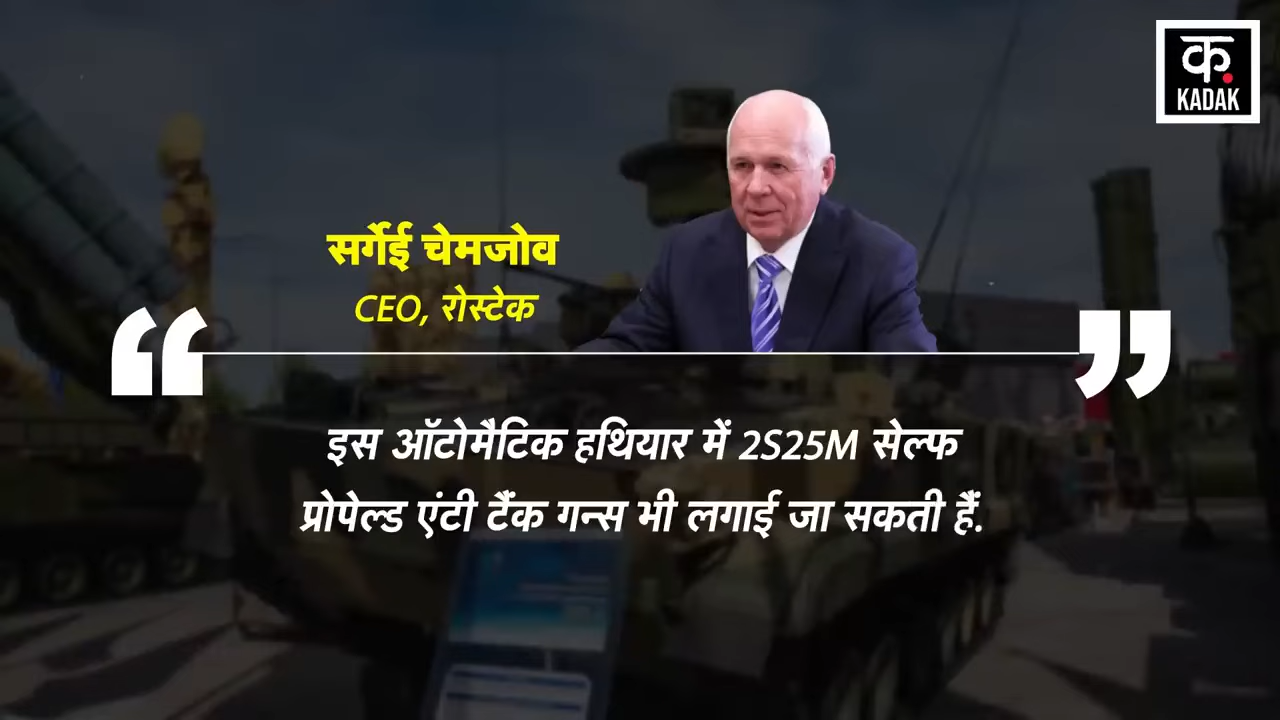 क.
KADAK
सर्गेई चेमजोव
CEO, रोस्टेक
“ ”
इस ऑटोमैटिक हथियार में 2S25M सेल्फ
प्रोपेल्ड एंटी टैंक गन्स भी लगाई जा सकती हैं.